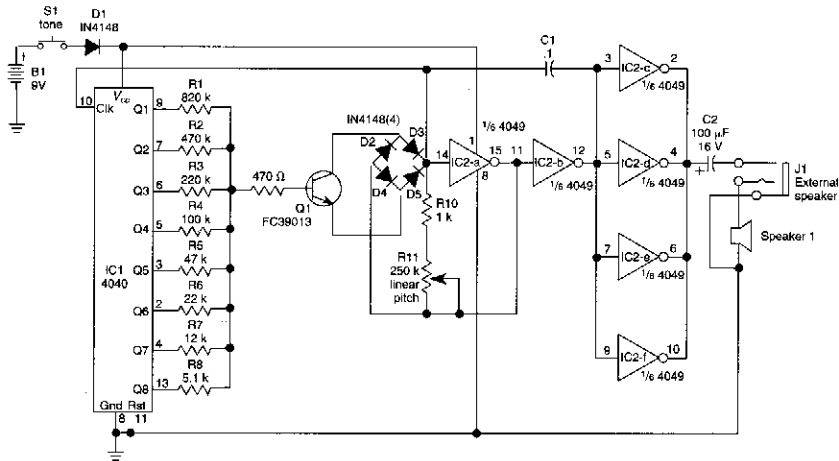 S1
tone
D1
IN4148
B1
9V
10
Clk
VDD
IC1
4040
Q1
9
R1
820 k
Q2
7
R2
470 k
Q3
6
R3
220 k
Q4
5
R4
100 k
Q5
3
R5
47 k
Q6
2
R6
22 k
Q7
4
R7
12 k
Q8
13
R8
5.1 k
Gnd
Rst
8
11
470 Ω
Q1
FC39013
IN4148(4)
D2
D3
D4
D5
14
1
1/6 4049
IC2-a
15
8
R10
1 k
R11
250 k
linear
pitch
11
IC2-b
12
1/6 4049
C1
.1
3
IC2-c
2
1/6 4049
5
IC2-d
4
1/6 4049
7
IC2-e
6
1/6 4049
9
IC2-f
10
1/6 4049
C2
100 µF
16 V
+
J1
External
speaker
Speaker 1